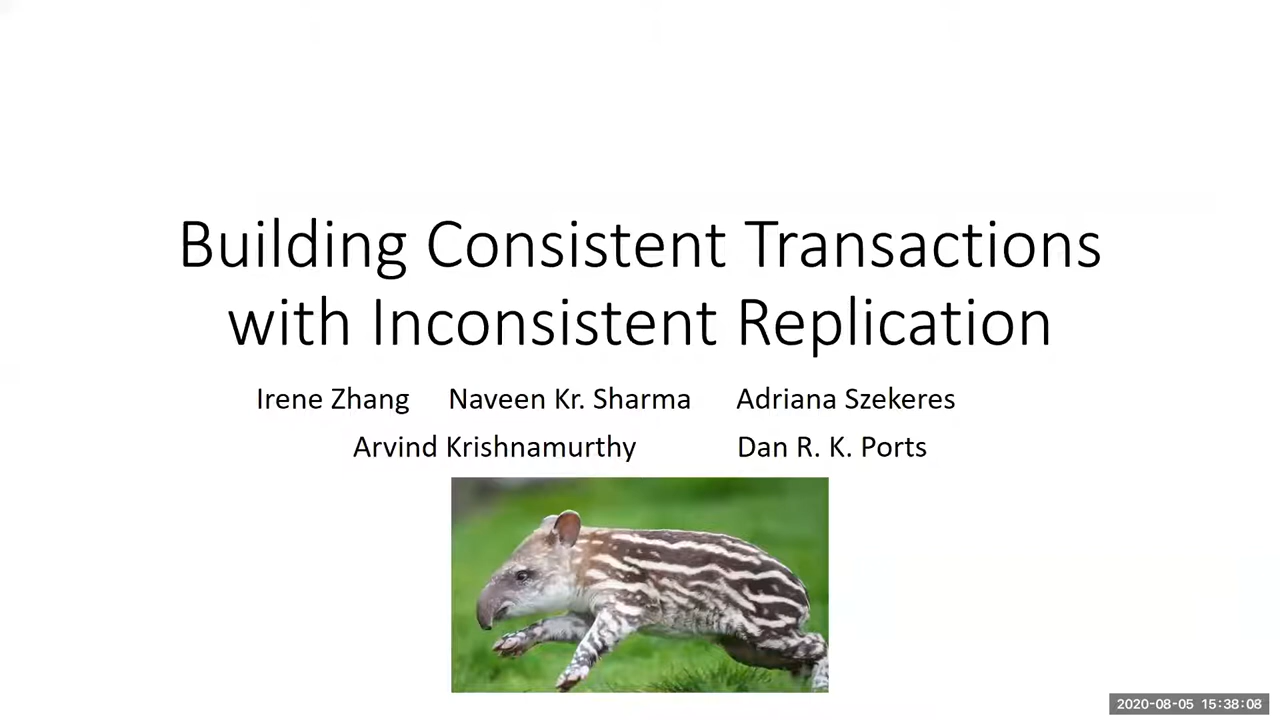 Building Consistent Transactions
with Inconsistent Replication
Irene Zhang Naveen Kr. Sharma Adriana Szekeres
Arvind Krishnamurthy Dan R. K. Ports
2020-08-05 15:38:08